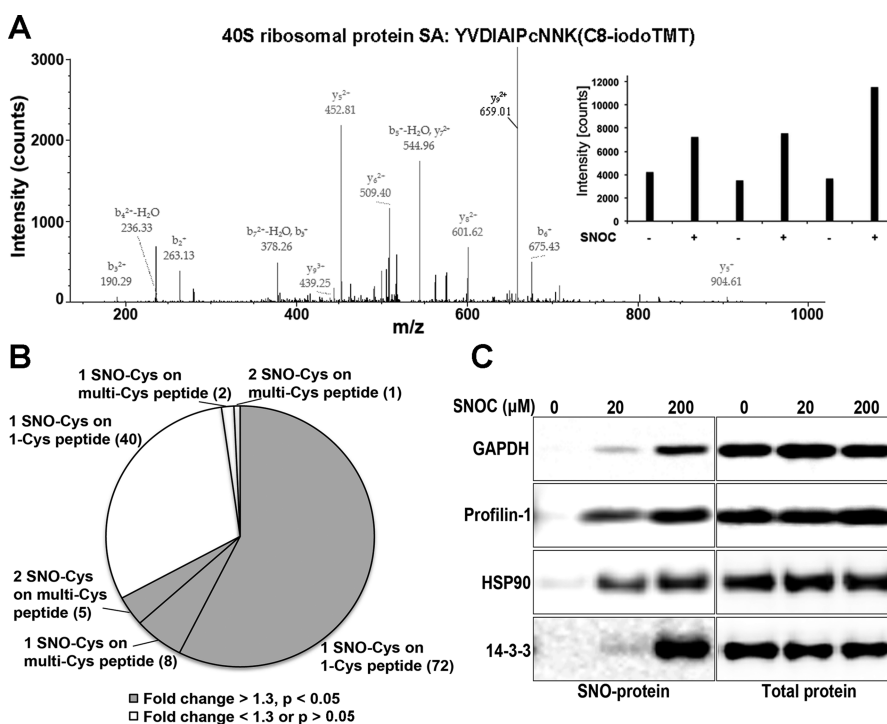 A
40S ribosomal protein SA: YVDIAIPcNNK(C8-iodoTMT)
Intensity (counts)
3000
2000
1000
0
200
400
600
800
1000
m/z
b₃²⁻
190.29
b₄²⁻-H₂O
236.33
b₂⁻
263.13
b₇²⁻-H₂O, b₃⁻
378.26
y₉³⁻
439.25
y₅²⁻
452.81
y₆²⁻
509.40
b₅⁻-H₂O, y₇²⁻
544.96
y₅²⁻
601.62
y₉²⁺
659.01
b₆⁻
675.43
y₅⁻
904.61
Intensity [counts]
12000
10000
8000
6000
4000
2000
0
SNOC - + - + - +
B
1 SNO-Cys on
multi-Cys peptide (2)
2 SNO-Cys on
multi-Cys peptide (1)
1 SNO-Cys on
1-Cys peptide (40)
2 SNO-Cys
on multi-Cys
peptide (5)
1 SNO-Cys on
multi-Cys peptide (8)
1 SNO-Cys on
1-Cys peptide (72)
Fold change > 1.3, p < 0.05
Fold change < 1.3 or p > 0.05
C
SNOC (µM) 0 20 200 0 20 200
GAPDH
Profilin-1
HSP90
14-3-3
SNO-protein Total protein